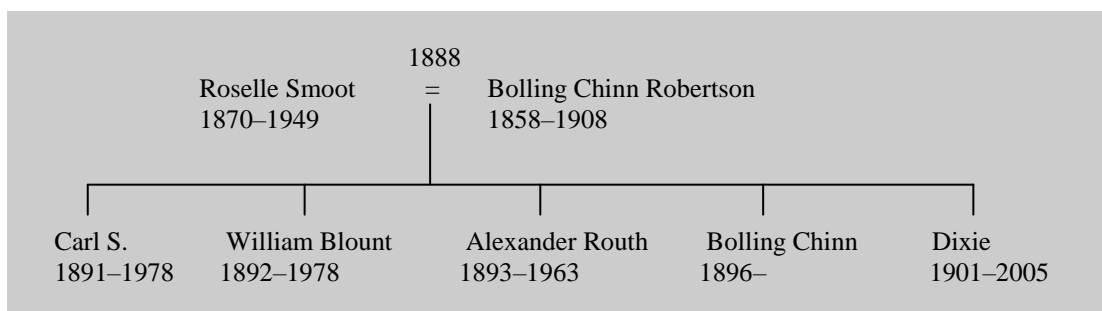 1888
Roselle Smoot = Bolling Chinn Robertson
1870–1949 1858–1908
Carl S. William Blount Alexander Routh Bolling Chinn Dixie
1891–1978 1892–1978 1893–1963 1896– 1901–2005